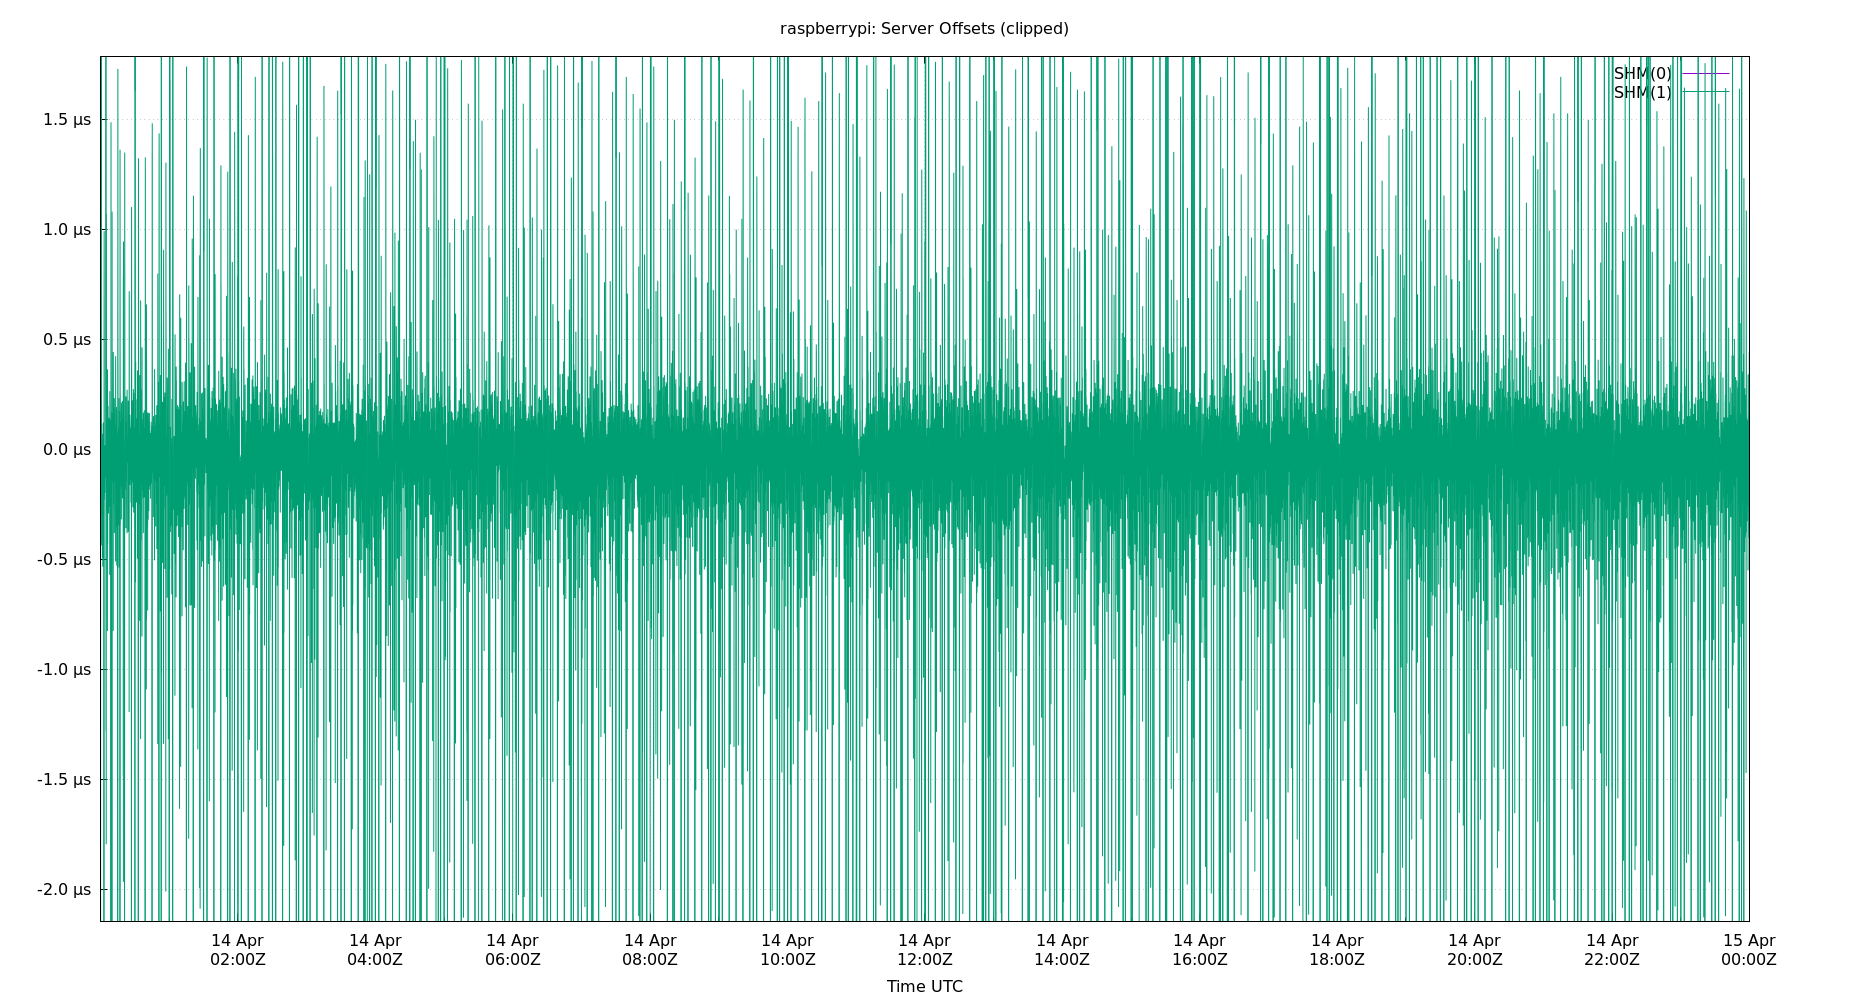 raspberrypi: Server Offsets (clipped)
SHM(0)
SHM(1)
1.5 µs
1.0 µs
0.5 µs
0.0 µs
-0.5 µs
-1.0 µs
-1.5 µs
-2.0 µs
14 Apr 14 Apr 14 Apr 14 Apr 14 Apr 14 Apr 14 Apr 14 Apr 14 Apr 14 Apr 14 Apr 15 Apr
02:00Z 04:00Z 06:00Z 08:00Z 10:00Z 12:00Z 14:00Z 16:00Z 18:00Z 20:00Z 22:00Z 00:00Z
Time UTC